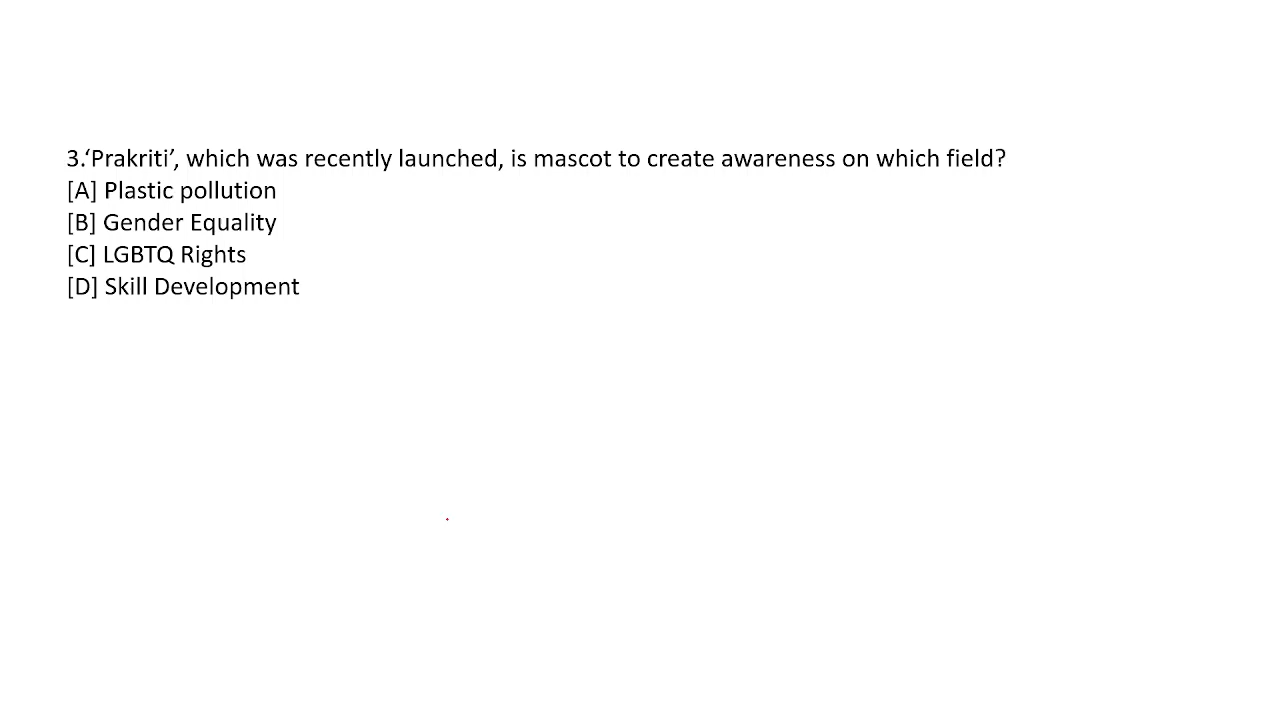 3.‘Prakriti’, which was recently launched, is mascot to create awareness on which field?
[A] Plastic pollution
[B] Gender Equality
[C] LGBTQ Rights
[D] Skill Development